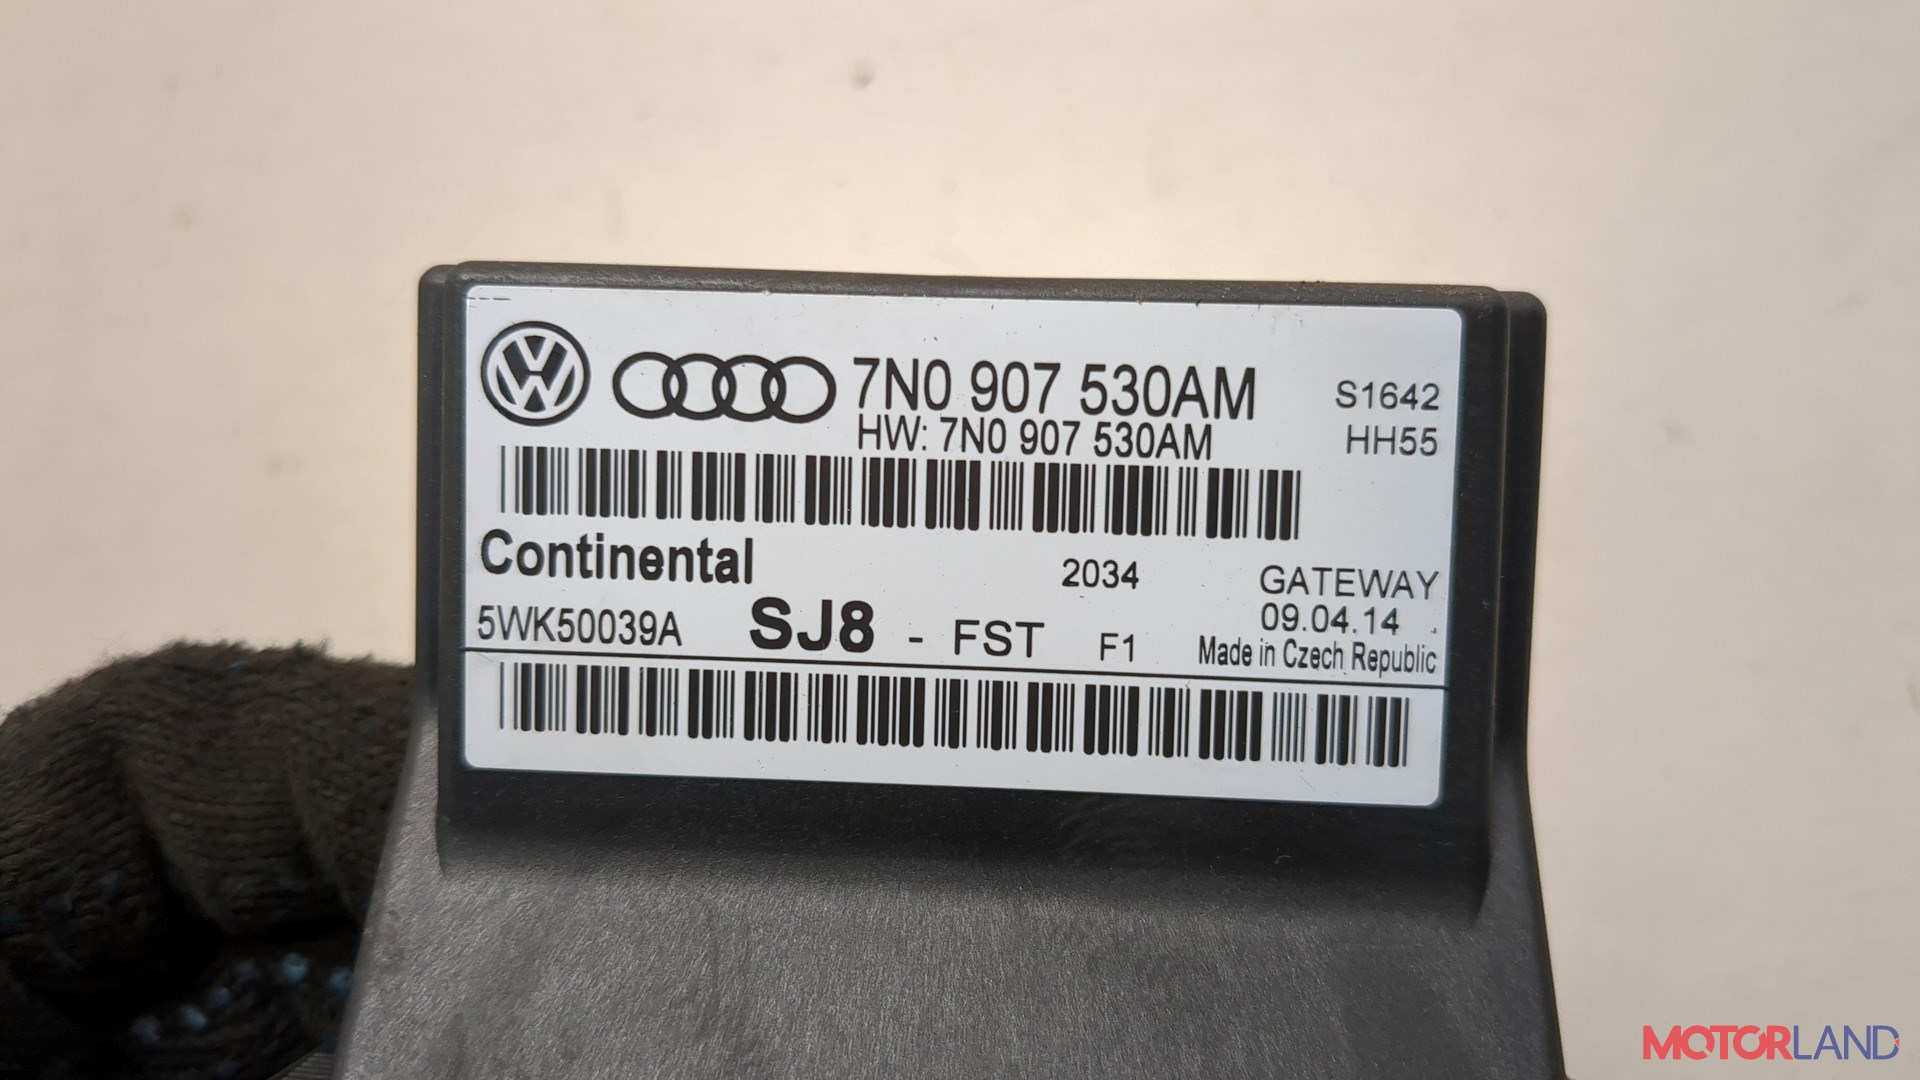 7N0 907 530AM S1642
HW: 7N0 907 530AM HH55
Continental 2034 GATEWAY
09.04.14
5WK50039A SJ8 - FST F1 Made in Czech Republic
MOTORLAND